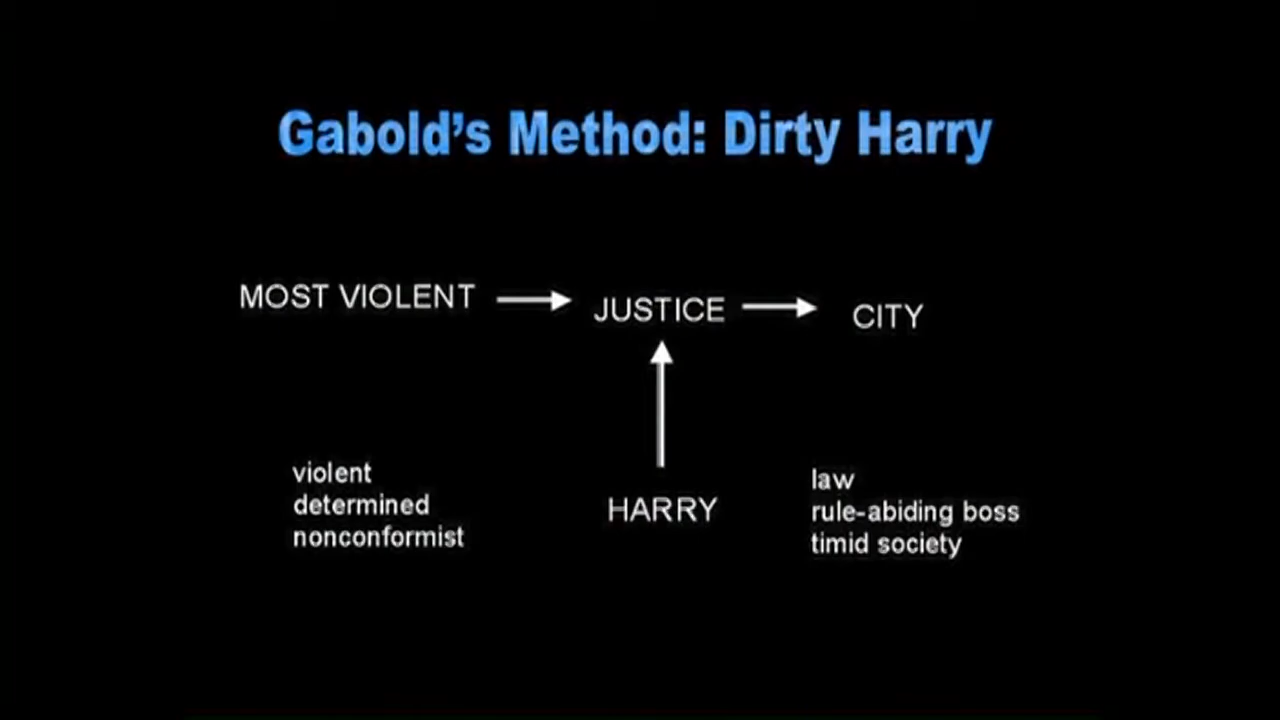 Gabold's Method: Dirty Harry
MOST VIOLENT
JUSTICE
CITY
violent
determined
nonconformist
HARRY
law
rule-abiding boss
timid society